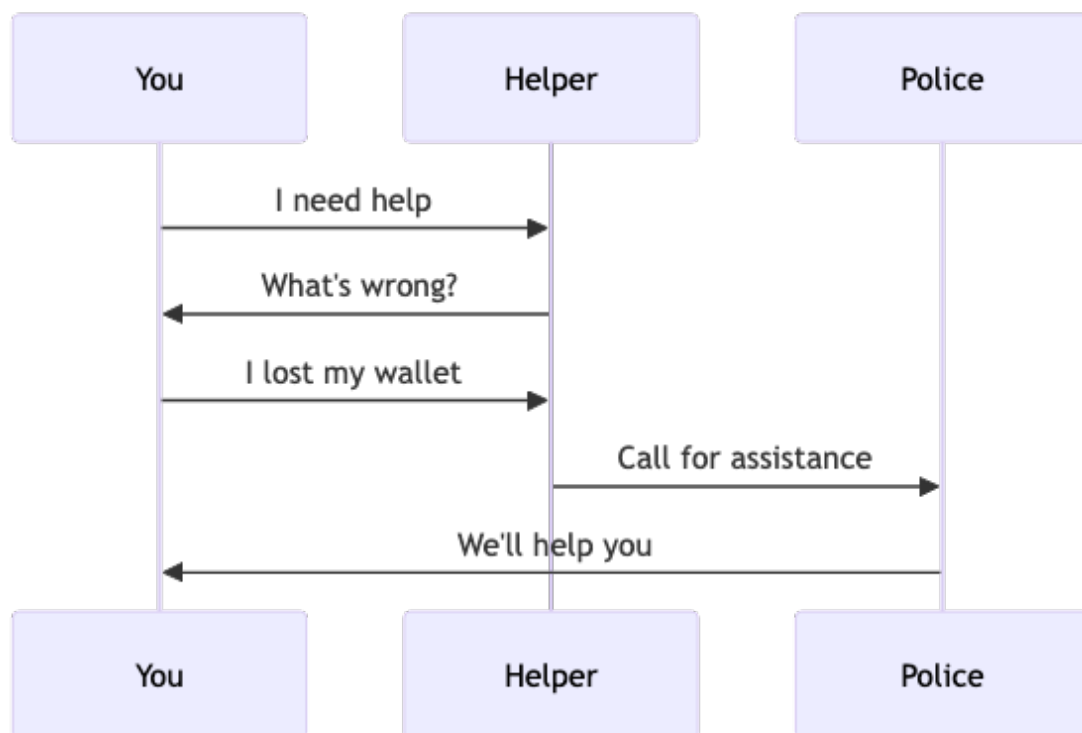 You
Helper
Police
I need help
What's wrong?
I lost my wallet
Call for assistance
We'll help you
You
Helper
Police